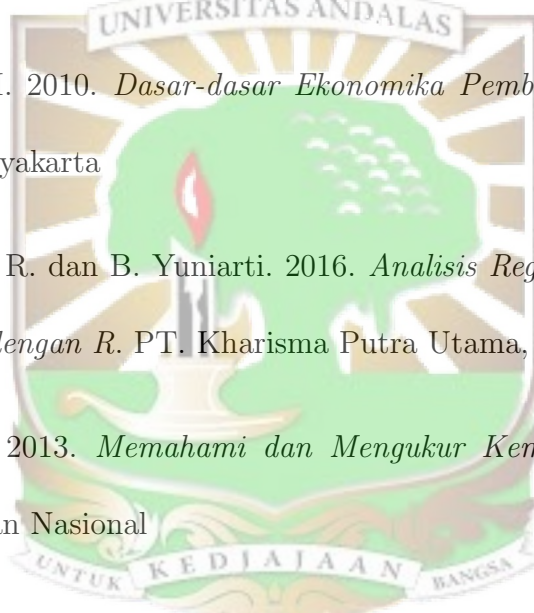 UNIVERSITAS ANDALAS
2010. Dasar-dasar Ekonomika Pemb
yakarta
R. dan B. Yuniarti. 2016. Analisis Reg
dengan R. PT. Kharisma Putra Utama,
2013. Memahami dan Mengukur Kem
n Nasional
UNTUK KEDJAJAAN BANGSA